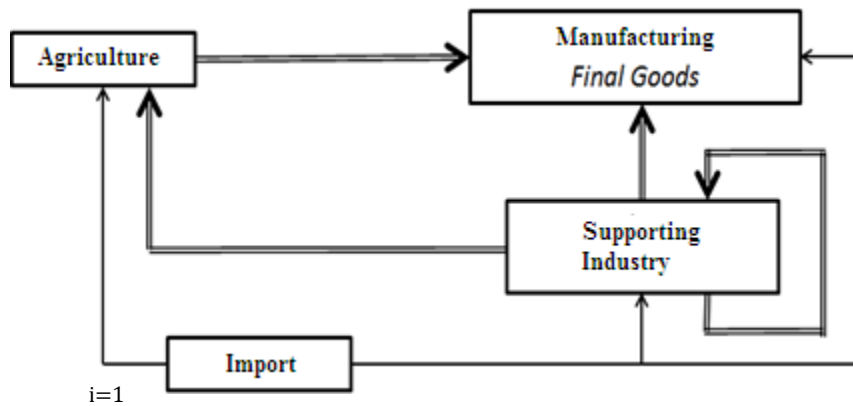 Agriculture
Manufacturing
Final Goods
Supporting
Industry
Import
i=1